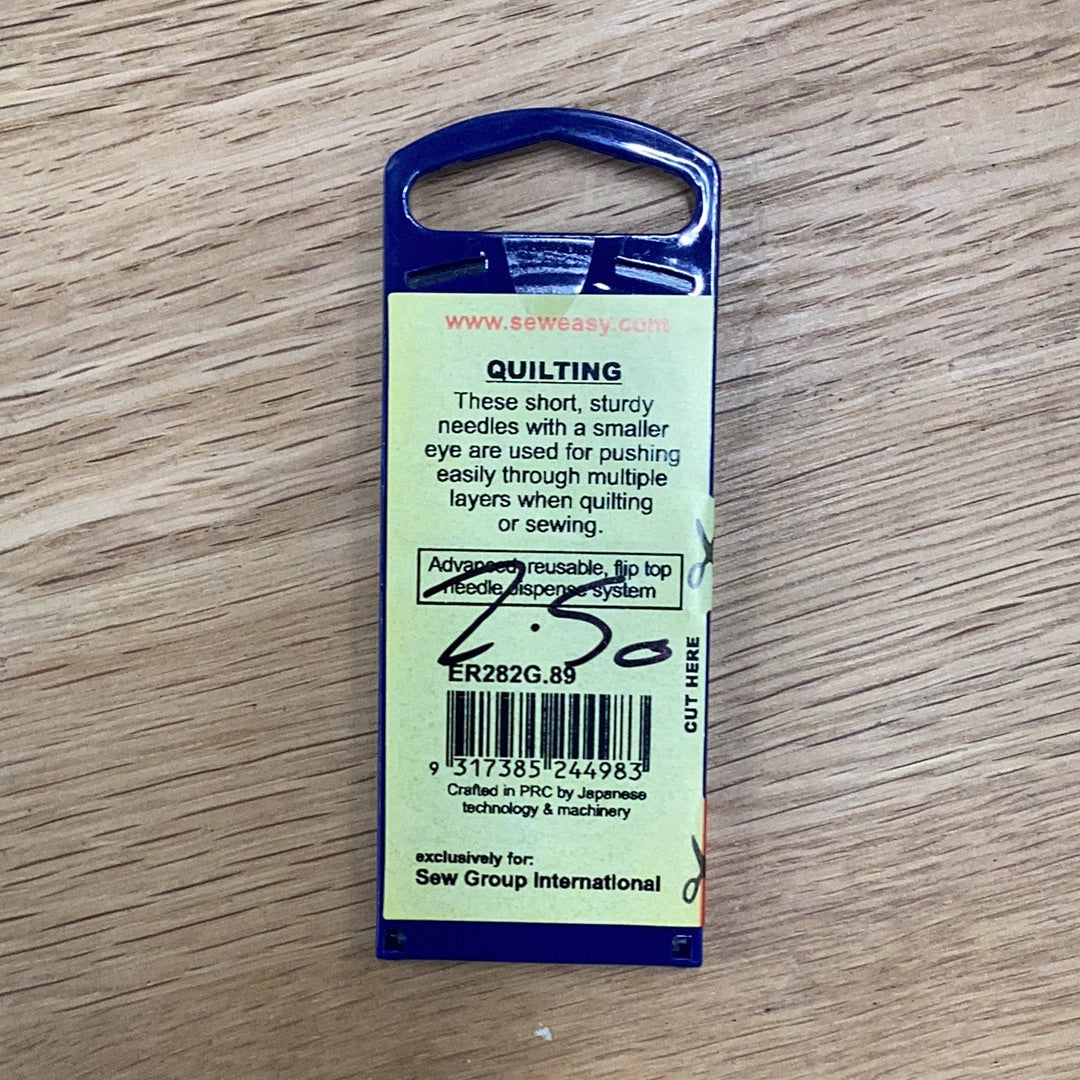 www.seweasy.com
QUILTING
These short, sturdy
needles with a smaller
eye are used for pushing
easily through multiple
layers when quilting
or sewing.
Advanced, reusable, flip top
needle dispense system
2.50
ER282G.89
9 317385 244983
Crafted in PRC by Japanese
technology & machinery
exclusively for:
Sew Group International
CUT HERE